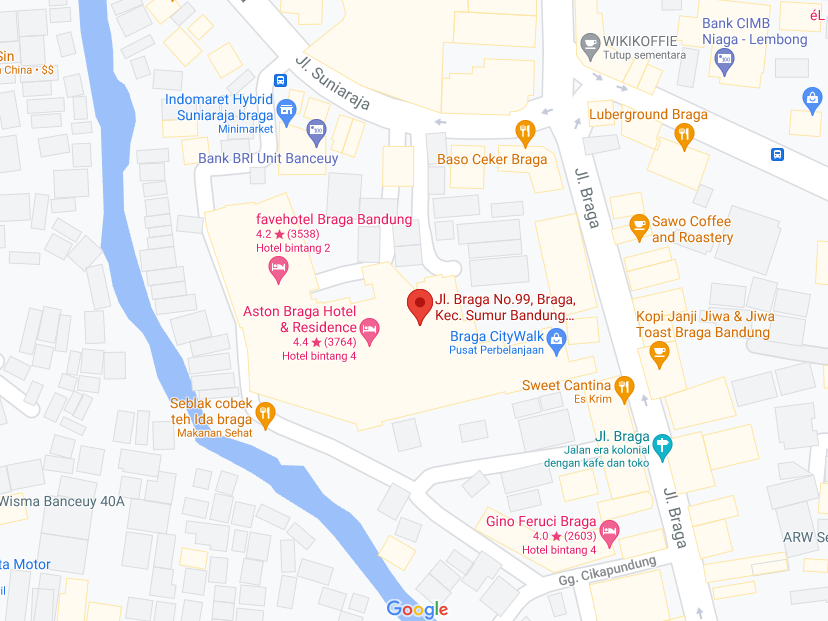 éL
Bank CIMB
Niaga - Lembong
WIKIKOFFIE
Tutup sementara
Sin
China • $$
Jl. Suniaraja
Indomaret Hybrid
Suniaraja braga
Minimarket
Bank BRI Unit Banceuy
Luberground Braga
Baso Ceker Braga
Jl. Braga
favehotel Braga Bandung
4.2 ★ (3538)
Hotel bintang 2
Sawo Coffee
and Roastery
Jl. Braga No.99, Braga,
Kec. Sumur Bandung...
Aston Braga Hotel
& Residence
4.4 ★ (3764)
Hotel bintang 4
Braga CityWalk
Pusat Perbelanjaan
Kopi Janji Jiwa & Jiwa
Toast Braga Bandung
Sweet Cantina
Es Krim
Seblak cobek
teh Ida braga
Makanan Sehat
Jl. Braga
Jalan era kolonial
dengan kafe dan toko
Wisma Banceuy 40A
Jl. Braga
Gino Feruci Braga
4.0 ★ (2603)
Hotel bintang 4
ARW Se
ta Motor
il
Gg. Cikapundung
Google